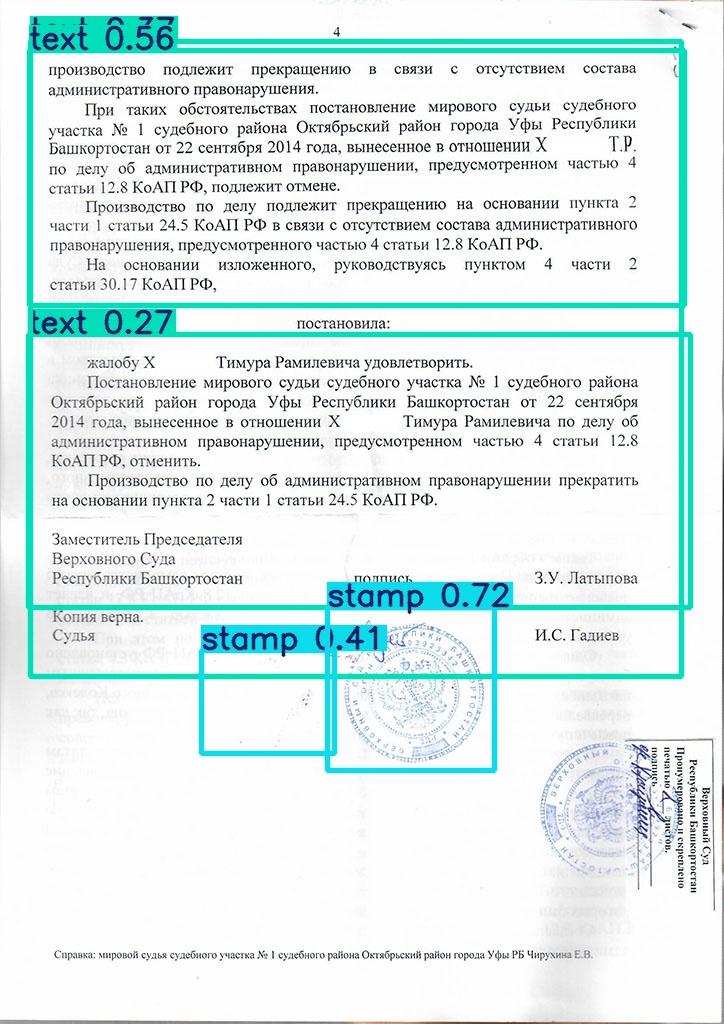 4
text 0.56
производство подлежит прекращению в связи с отсутствием состава
административного правонарушения.
При таких обстоятельствах постановление мирового судьи судебного
участка № 1 судебного района Октябрьский район города Уфы Республики
Башкортостан от 22 сентября 2014 года, вынесенное в отношении Х Т.Р.
по делу об административном правонарушении, предусмотренном частью 4
статьи 12.8 КоАП РФ, подлежит отмене.
Производство по делу подлежит прекращению на основании пункта 2
части 1 статьи 24.5 КоАП РФ в связи с отсутствием состава административного
правонарушения, предусмотренного частью 4 статьи 12.8 КоАП РФ.
На основании изложенного, руководствуясь пунктом 4 части 2
статьи 30.17 КоАП РФ,
text 0.27
постановила:
жалобу Х Тимура Рамилевича удовлетворить.
Постановление мирового судьи судебного участка № 1 судебного района
Октябрьский район города Уфы Республики Башкортостан от 22 сентября
2014 года, вынесенное в отношении Х Тимура Рамилевича по делу об
административном правонарушении, предусмотренном частью 4 статьи 12.8
КоАП РФ, отменить.
Производство по делу об административном правонарушении прекратить
на основании пункта 2 части 1 статьи 24.5 КоАП РФ.
Заместитель Председателя
Верховного Суда
Республики Башкортостан подпись З.У. Латыпова
stamp 0.72
Копия верна.
Судья И.С. Гадиев
stamp 0.41
Верховный Суд
Республики Башкортостан
Пронумеровано и скреплено
печатью листов.
подпись
Справка: мировой судья судебного участка № 1 судебного района Октябрьский район города Уфы РБ Чирухина Е.В.